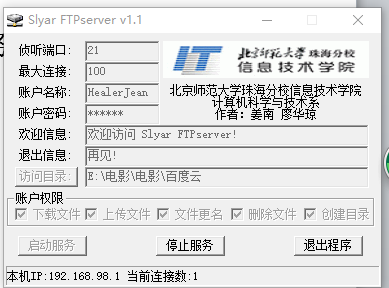 Slyar FTPserver v1.1
侦听端口: 21
最大连接: 100
账户名称: HealerJean
账户密码: ******
IT 北京师范大学 珠海分校
信息技术学院
北京师范大学珠海分校信息技术学院
计算机科学与技术系
作者: 姜南 廖华琼
欢迎信息: 欢迎访问 Slyar FTPserver!
退出信息: 再见!
访问目录: E:\电影\电影\百度云
账户权限
下载文件 上传文件 文件更名 删除文件 创建目录
启动服务 停止服务 退出程序
本机IP:192.168.98.1 当前连接数:1